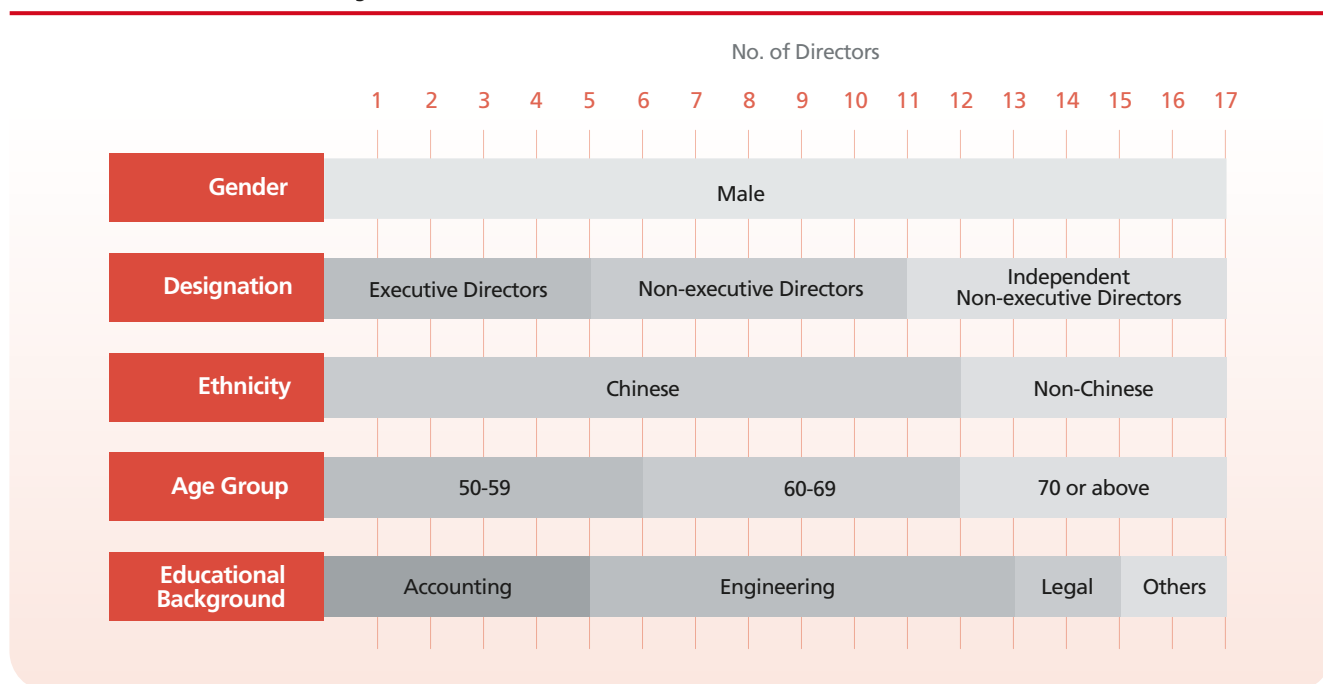 No. of Directors
1 2 3 4 5 6 7 8 9 10 11 12 13 14 15 16 17
Gender
Male
Designation
Executive Directors
Non-executive Directors
Independent
Non-executive Directors
Ethnicity
Chinese
Non-Chinese
Age Group
50-59
60-69
70 or above
Educational
Background
Accounting
Engineering
Legal
Others